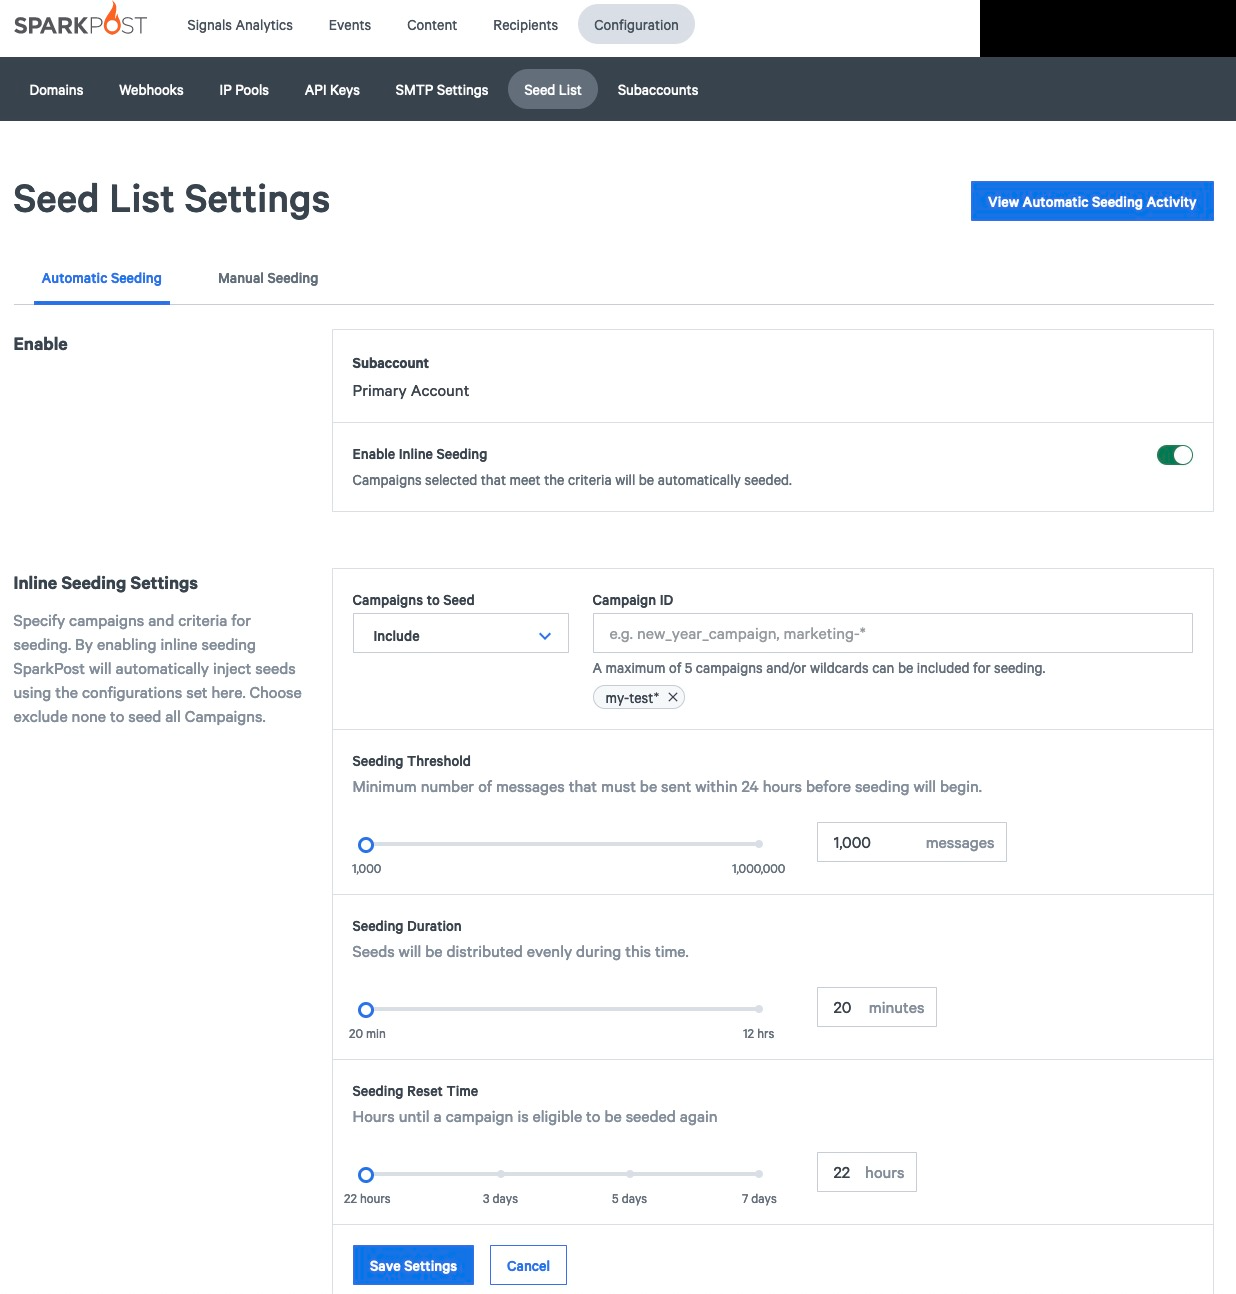 SPARKPOST
Signals Analytics Events Content Recipients Configuration
Domains Webhooks IP Pools API Keys SMTP Settings Seed List Subaccounts
Seed List Settings
View Automatic Seeding Activity
Automatic Seeding Manual Seeding
Enable
Subaccount
Primary Account
Enable Inline Seeding
Campaigns selected that meet the criteria will be automatically seeded.
Inline Seeding Settings
Specify campaigns and criteria for
seeding. By enabling inline seeding
SparkPost will automatically inject seeds
using the configurations set here. Choose
exclude none to seed all Campaigns.
Campaigns to Seed
Include
Campaign ID
e.g. new_year_campaign, marketing-*
A maximum of 5 campaigns and/or wildcards can be included for seeding.
my-test*
Seeding Threshold
Minimum number of messages that must be sent within 24 hours before seeding will begin.
1,000 messages
1,000 1,000,000
Seeding Duration
Seeds will be distributed evenly during this time.
20 minutes
20 min 12 hrs
Seeding Reset Time
Hours until a campaign is eligible to be seeded again
22 hours
22 hours 3 days 5 days 7 days
Save Settings Cancel